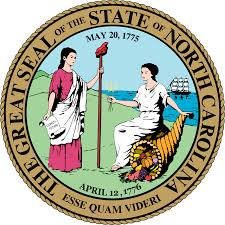 THE GREAT SEAL OF THE STATE OF NORTH CAROLINA
MAY 20, 1775
APRIL 12, 1776
ESSE QUAM VIDERI